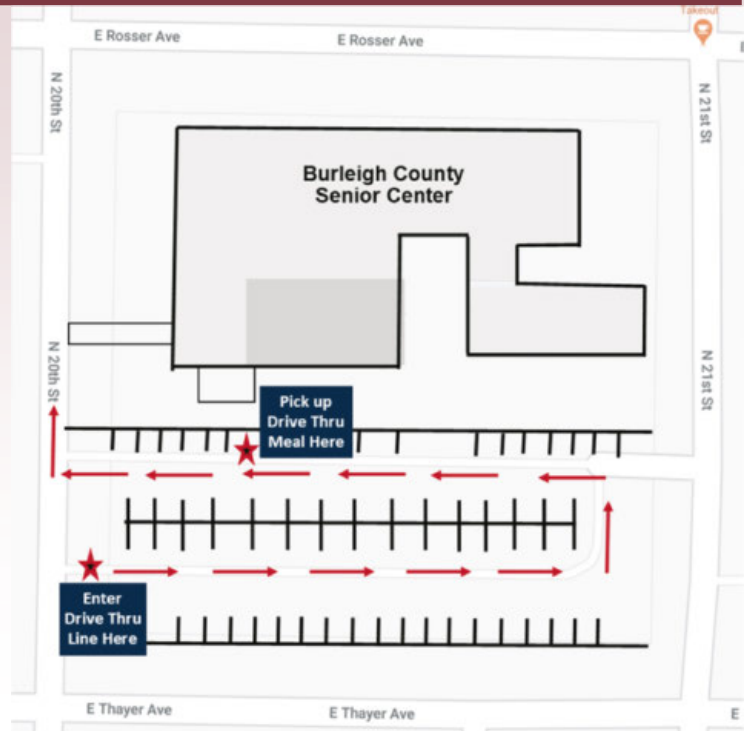 Takeout
E Rosser Ave
E Rosser Ave
N 20th St
N 21st St
Burleigh County
Senior Center
N 20th St
N 21st St
Pick up
Drive Thru
Meal Here
Enter
Drive Thru
Line Here
E Thayer Ave
E Thayer Ave
E